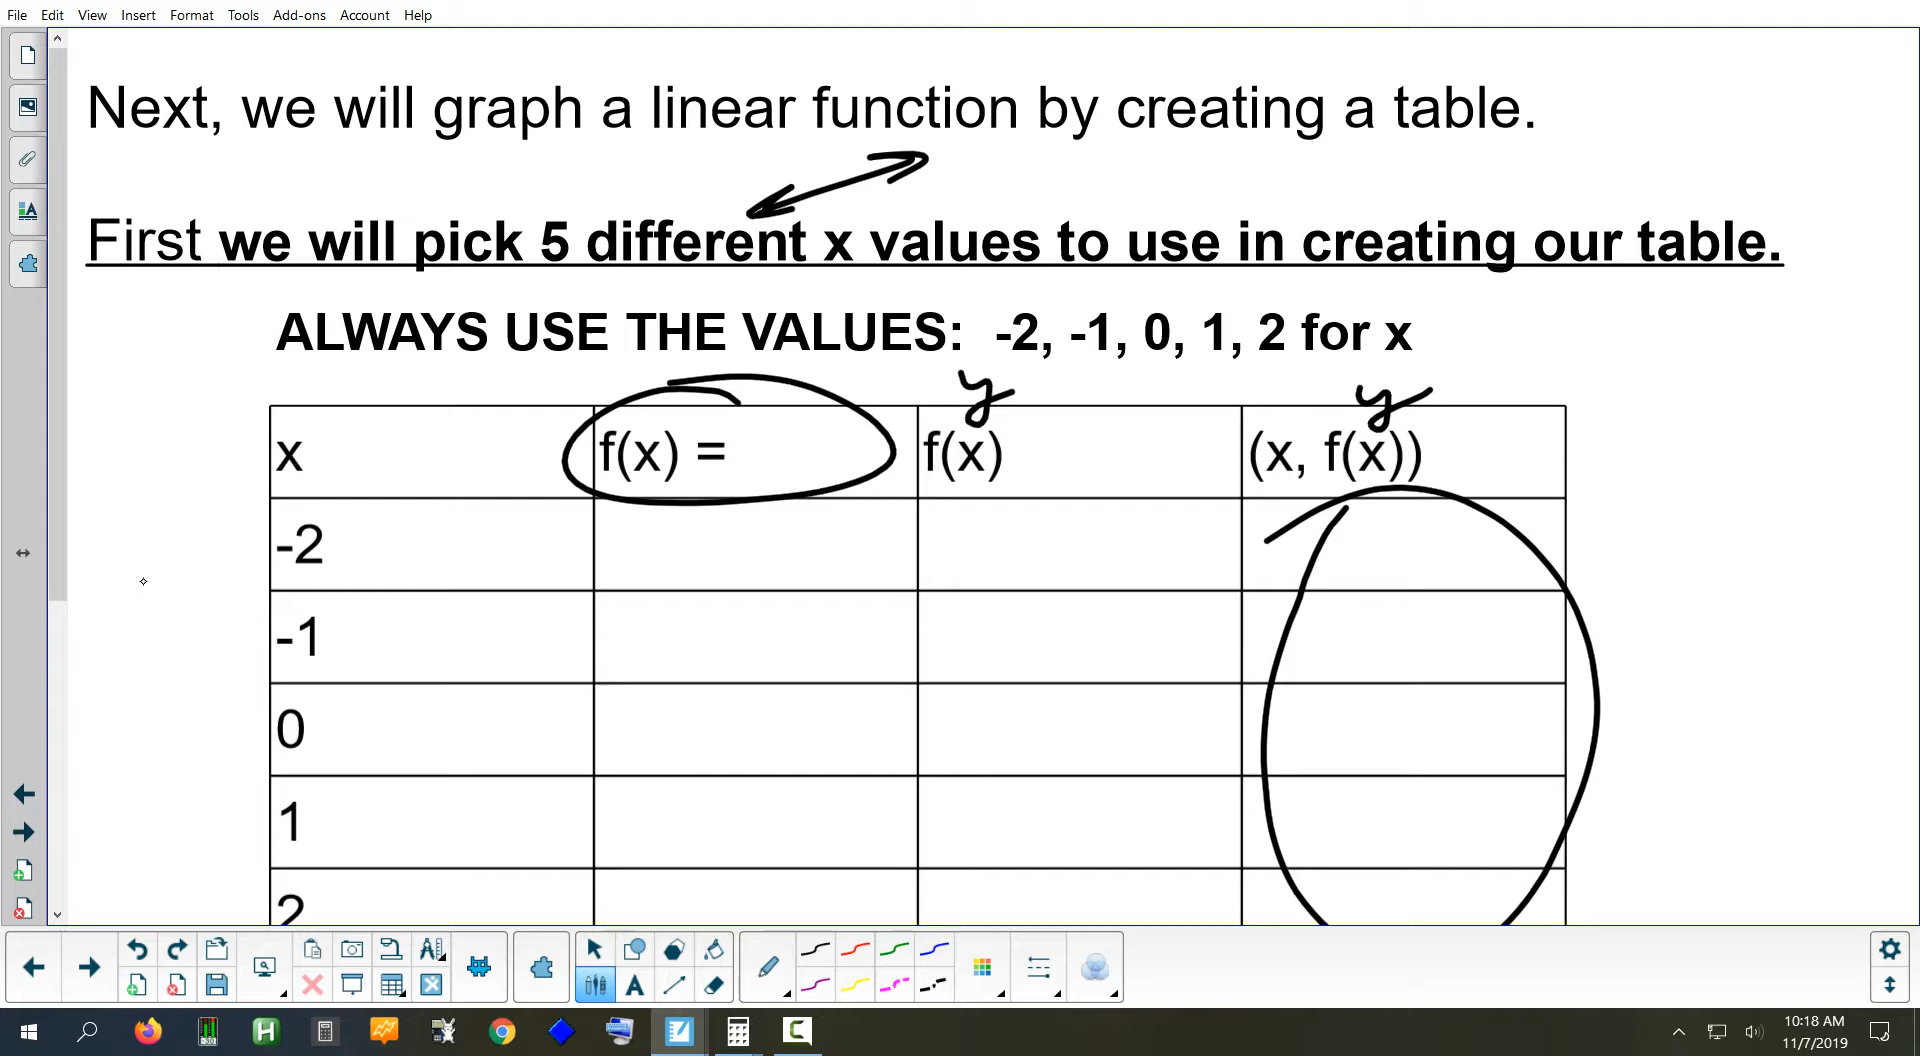 File Edit View Insert Format Tools Add-ons Account Help
Next, we will graph a linear function by creating a table.
First we will pick 5 different x values to use in creating our table.
ALWAYS USE THE VALUES: -2, -1, 0, 1, 2 for x
y y
x f(x) = f(x) (x, f(x))
-2
-1
0
1
2
10:18 AM
11/7/2019